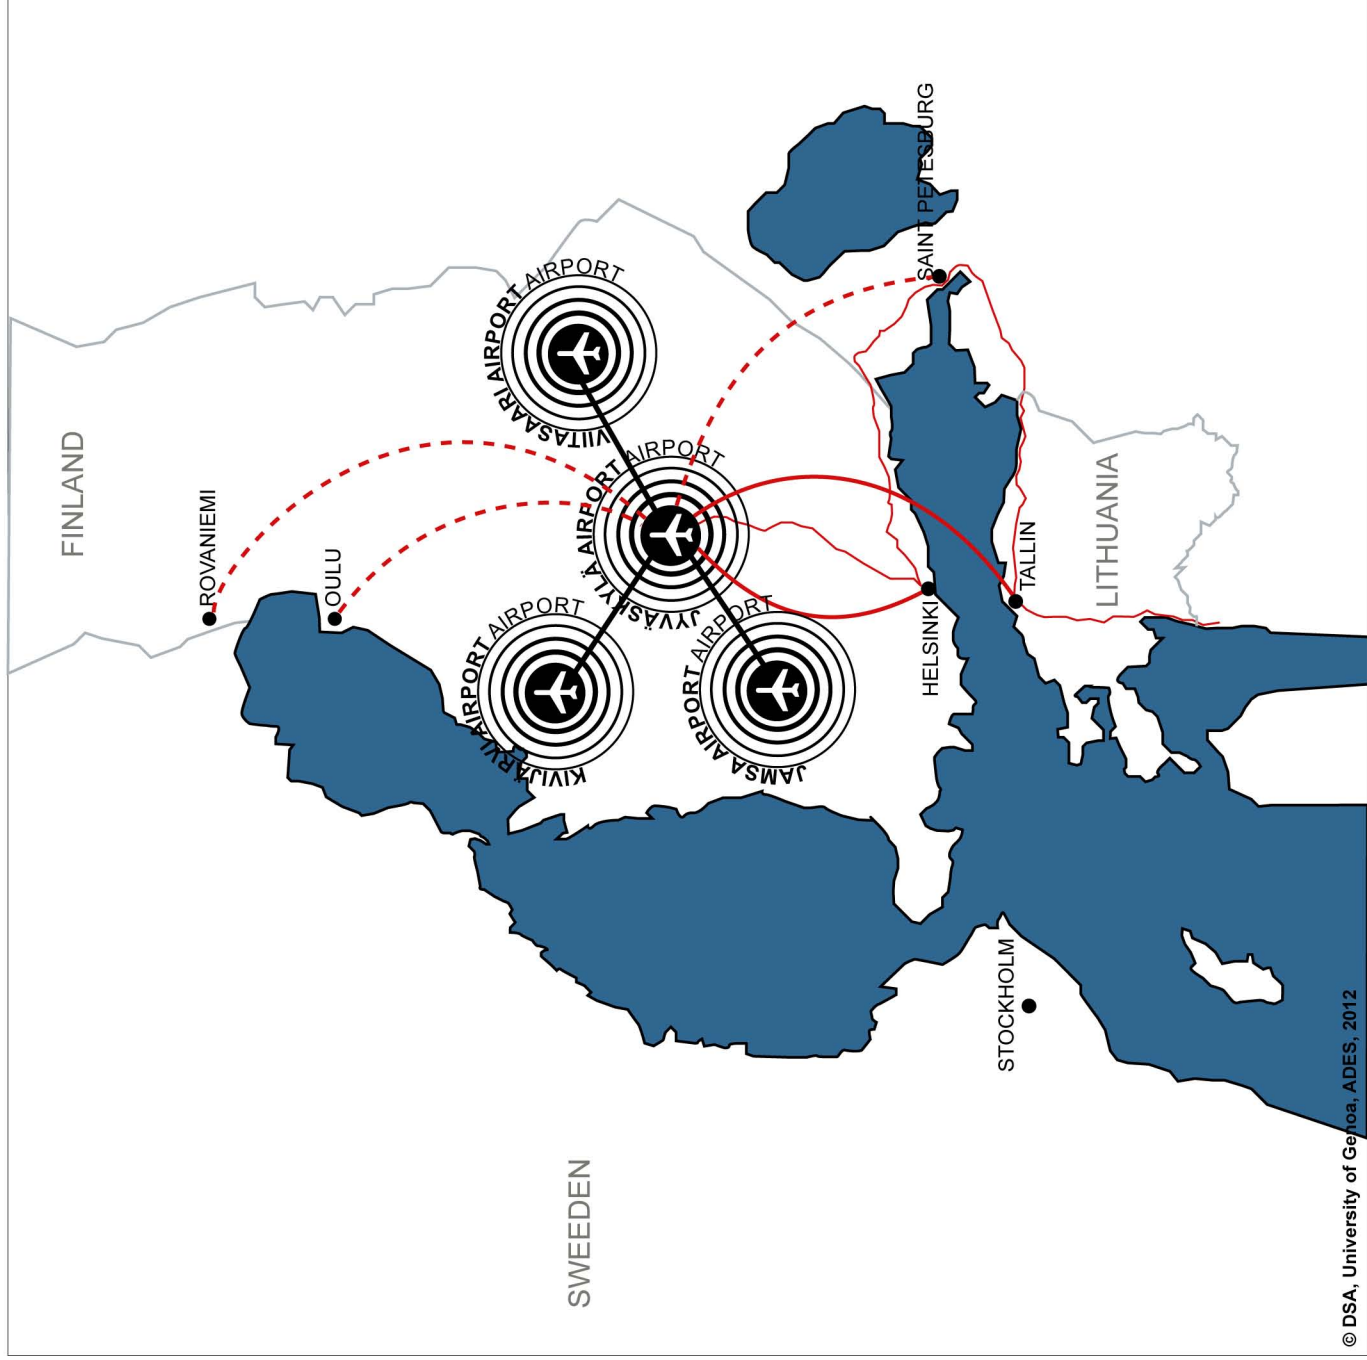 FINLAND
ROVANIEMI
OULU
SAINT PETESBURG
VIITASAARI AIRPORT AIRPORT
JYVÄSKYLÄ AIRPORT AIRPORT
KIVIJÄRVI AIRPORT AIRPORT
JAMSA AIRPORT AIRPORT
HELSINKI
TALLIN
LITHUANIA
STOCKHOLM
SWEEDEN
© DSA, University of Genoa, ADES, 2012